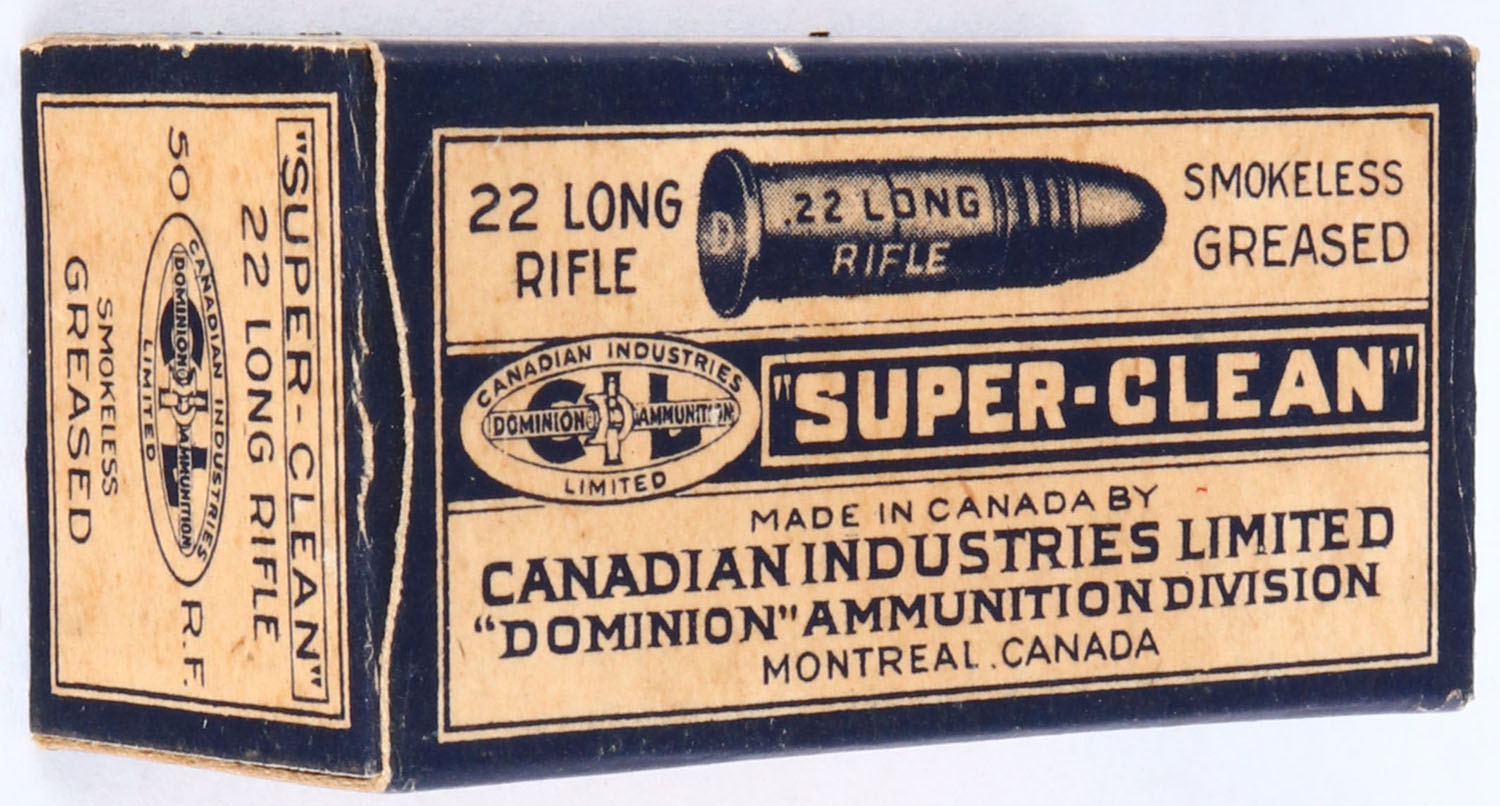 "SUPER-CLEAN"
22 LONG RIFLE
50 R.F.
CANADIAN INDUSTRIES
DOMINION AMMUNITION
LIMITED
SMOKELESS
GREASED
22 LONG
RIFLE
D
.22 LONG
RIFLE
SMOKELESS
GREASED
CANADIAN INDUSTRIES
CIL
DOMINION AMMUNITION
LIMITED
"SUPER-CLEAN"
MADE IN CANADA BY
CANADIAN INDUSTRIES LIMITED
"DOMINION" AMMUNITION DIVISION
MONTREAL. CANADA